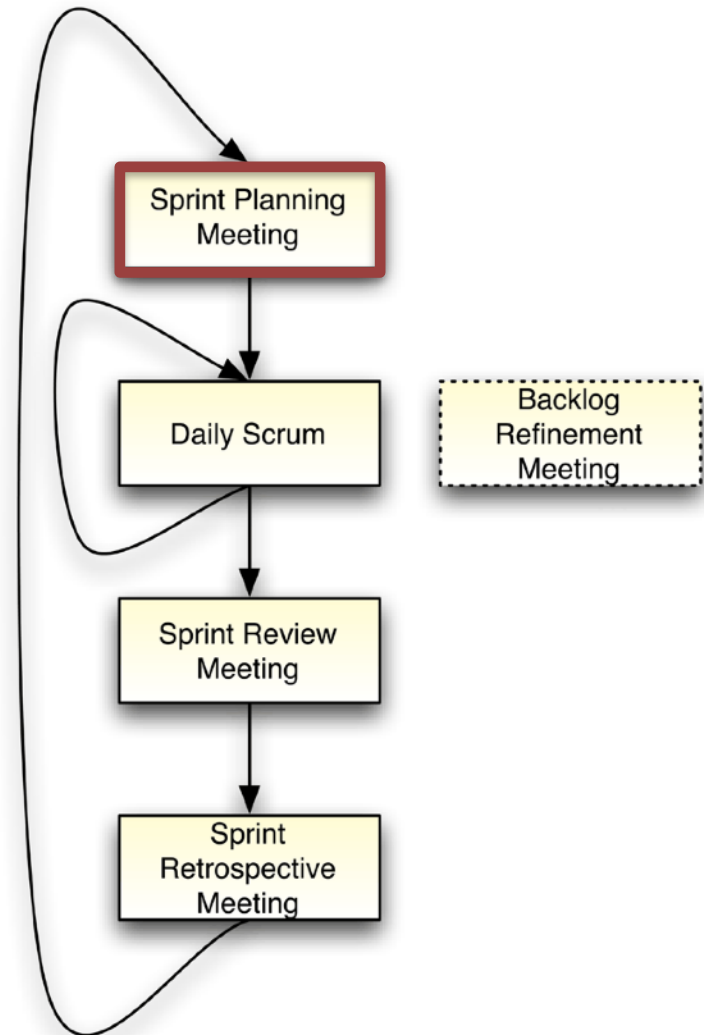 Sprint Planning
Meeting
Daily Scrum
Backlog
Refinement
Meeting
Sprint Review
Meeting
Sprint
Retrospective
Meeting